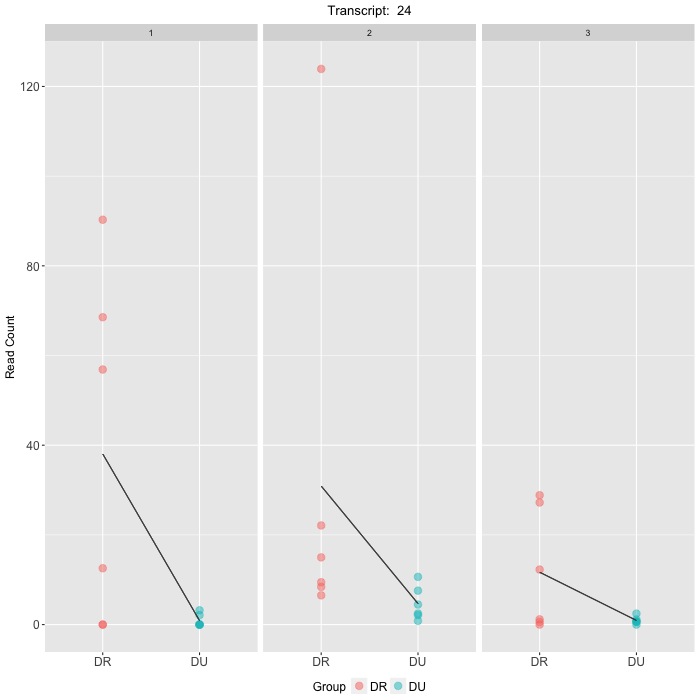 Transcript:  24
1 2 3
Read Count
120
80
40
0
DR DU DR DU DR DU
Group DR DU